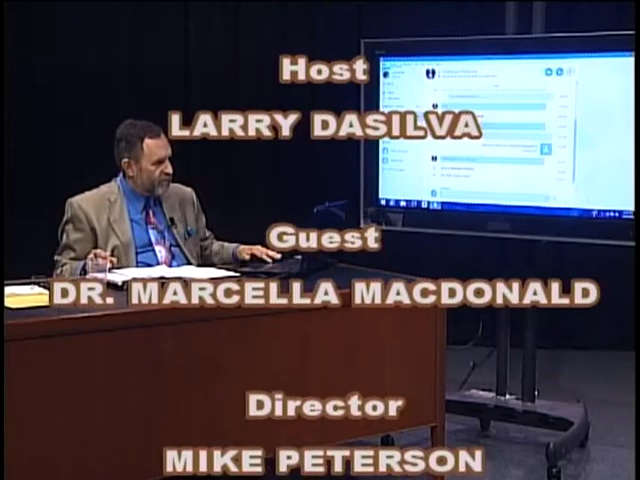 Host
LARRY DASILVA
Guest
DR. MARCELLA MACDONALD
Director
MIKE PETERSON